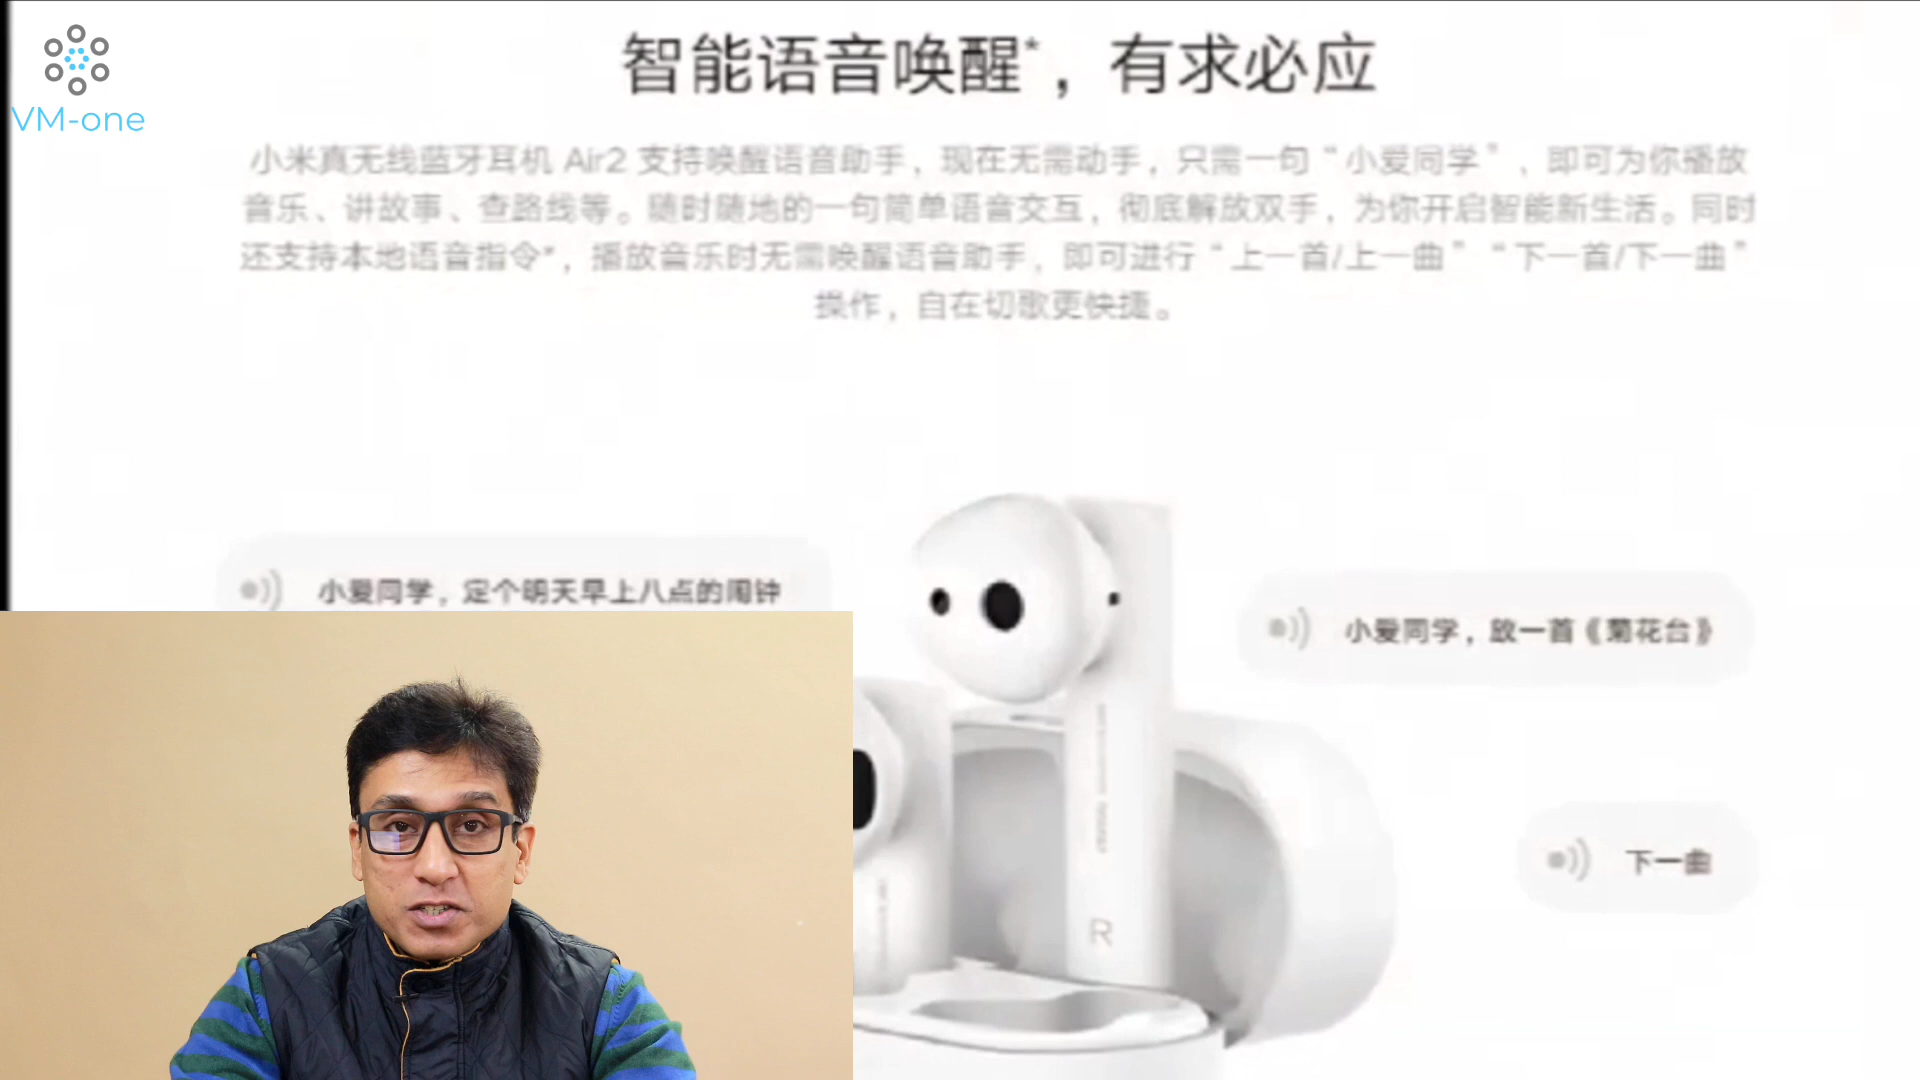 VM-one
智能语音唤醒*，有求必应
小米真无线蓝牙耳机 Air2 支持唤醒语音助手，现在无需动手，只需一句“小爱同学”，即可为你播放
音乐、讲故事、查路线等。随时随地的一句简单语音交互，彻底解放双手，为你开启智能新生活。同时
还支持本地语音指令*，播放音乐时无需唤醒语音助手，即可进行“上一首/上一曲”“下一首/下一曲”
操作，自在切歌更快捷。
小爱同学，定个明天早上八点的闹钟
小爱同学，放一首《菊花台》
下一曲
R